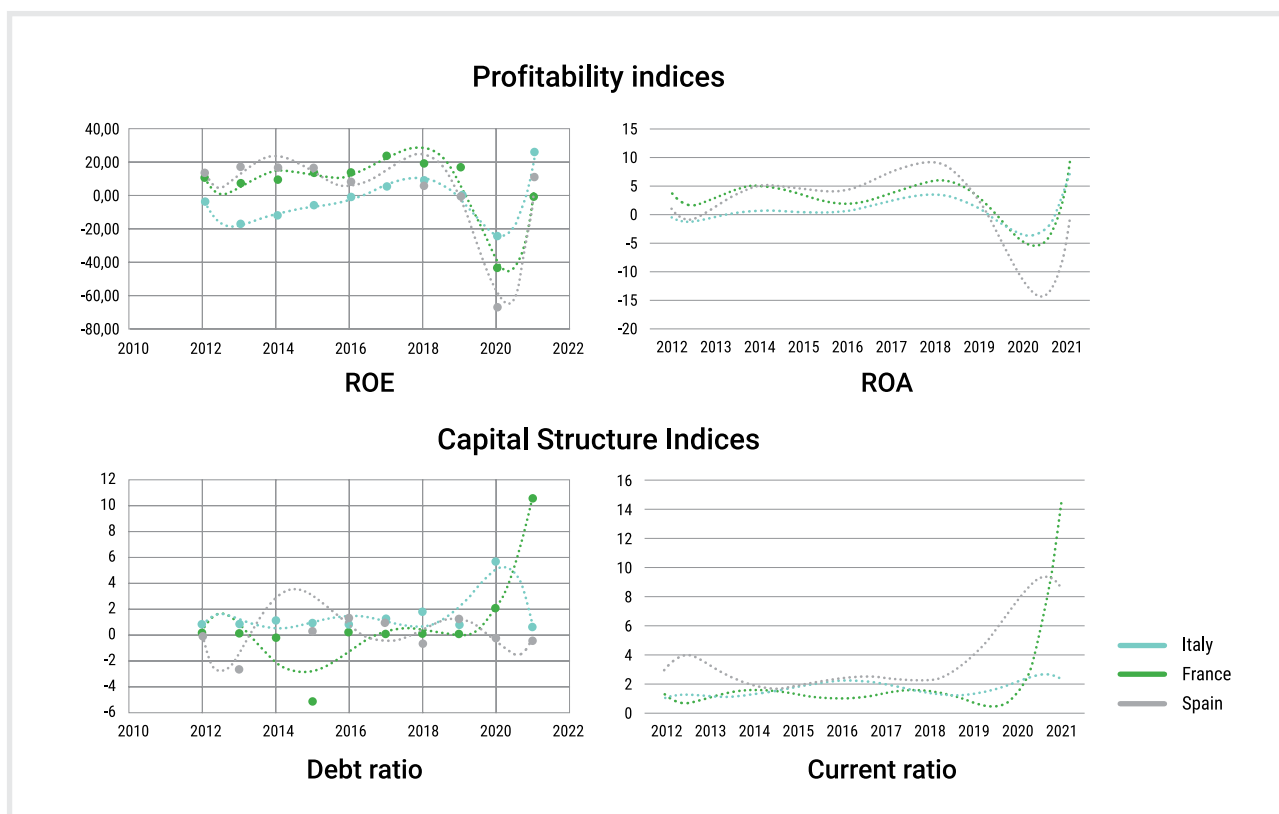 Profitability indices
40,00
20,00
0,00
-20,00
-40,00
-60,00
-80,00
2010 2012 2014 2016 2018 2020 2022
ROE
15
10
5
0
-5
-10
-15
-20
2012 2013 2014 2015 2016 2017 2018 2019 2020 2021
ROA
Capital Structure Indices
12
10
8
6
4
2
0
-2
-4
-6
2010 2012 2014 2016 2018 2020 2022
Debt ratio
16
14
12
10
8
6
4
2
0
2012 2013 2014 2015 2016 2017 2018 2019 2020 2021
Current ratio
Italy
France
Spain